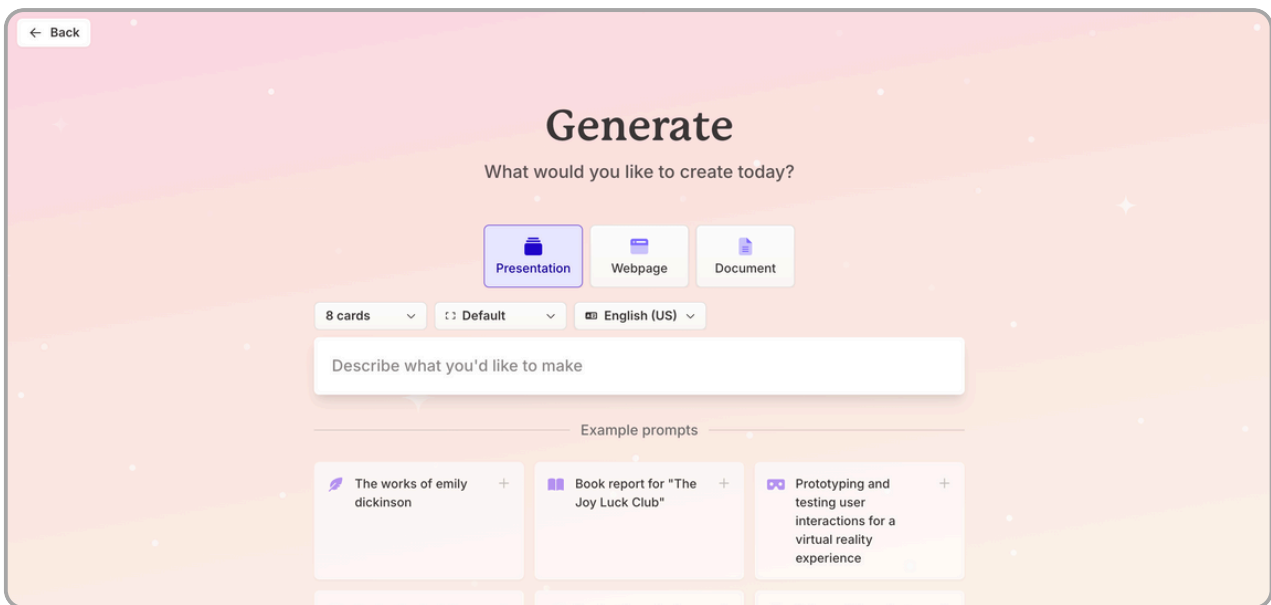 Back
Generate
What would you like to create today?
Presentation
Webpage
Document
8 cards
Default
English (US)
Describe what you'd like to make
Example prompts
The works of emily
dickinson
Book report for "The
Joy Luck Club"
Prototyping and
testing user
interactions for a
virtual reality
experience